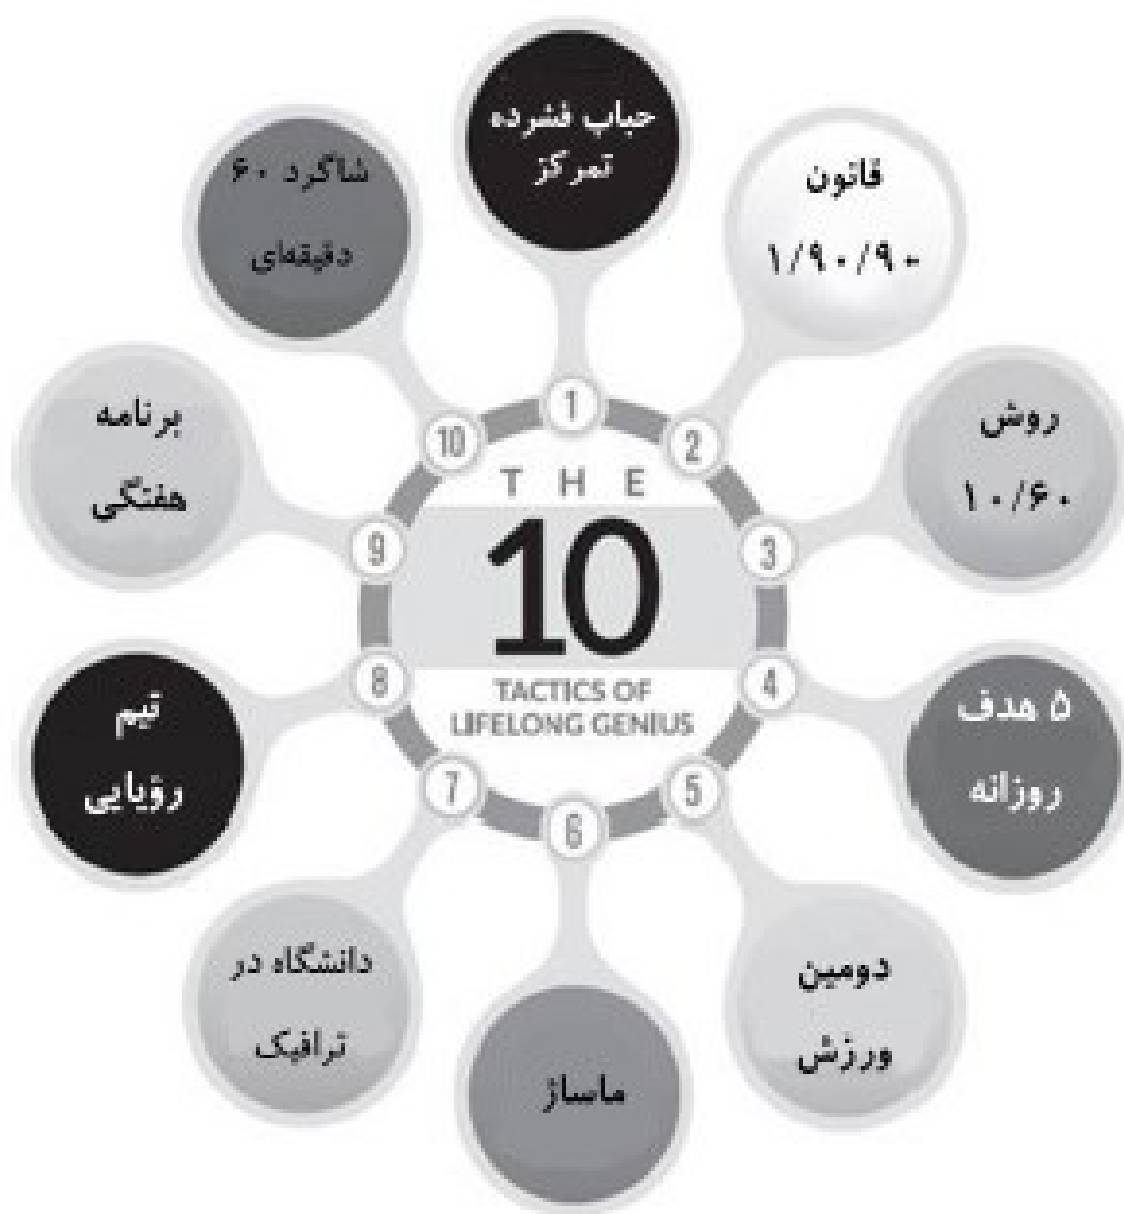 حباب فشرده
تمرکز
قانون
۱/۹۰/۹۰
روش
۱۰/۶۰
۵ هدف
روزانه
دومین
ورزش
ماساژ
دانشگاه در
ترافیک
تیم
رؤیایی
برنامه
هفتگی
شاگرد ۶۰
دقیقه‌ای
1
2
3
4
5
6
7
8
9
10
THE
10
TACTICS OF
LIFELONG GENIUS